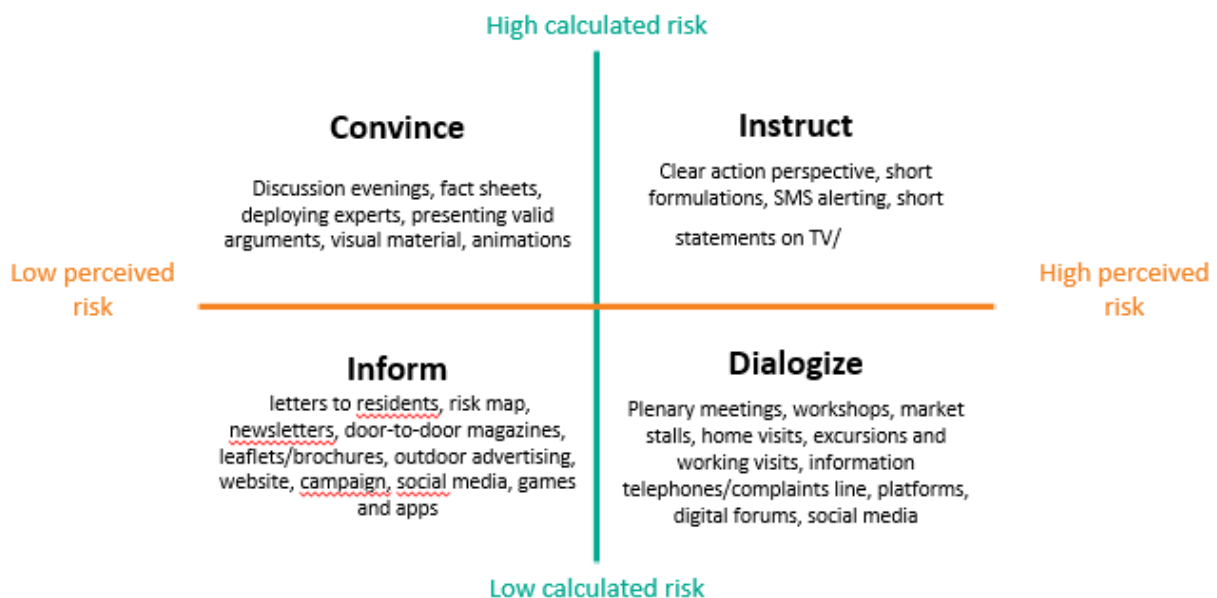 High calculated risk
Convince
Discussion evenings, fact sheets,
deploying experts, presenting valid
arguments, visual material, animations
Instruct
Clear action perspective, short
formulations, SMS alerting, short
statements on TV/
Low perceived
risk
High perceived
risk
Inform
letters to residents, risk map,
newsletters, door-to-door magazines,
leaflets/brochures, outdoor advertising,
website, campaign, social media, games
and apps
Dialogize
Plenary meetings, workshops, market
stalls, home visits, excursions and
working visits, information
telephones/complaints line, platforms,
digital forums, social media
Low calculated risk